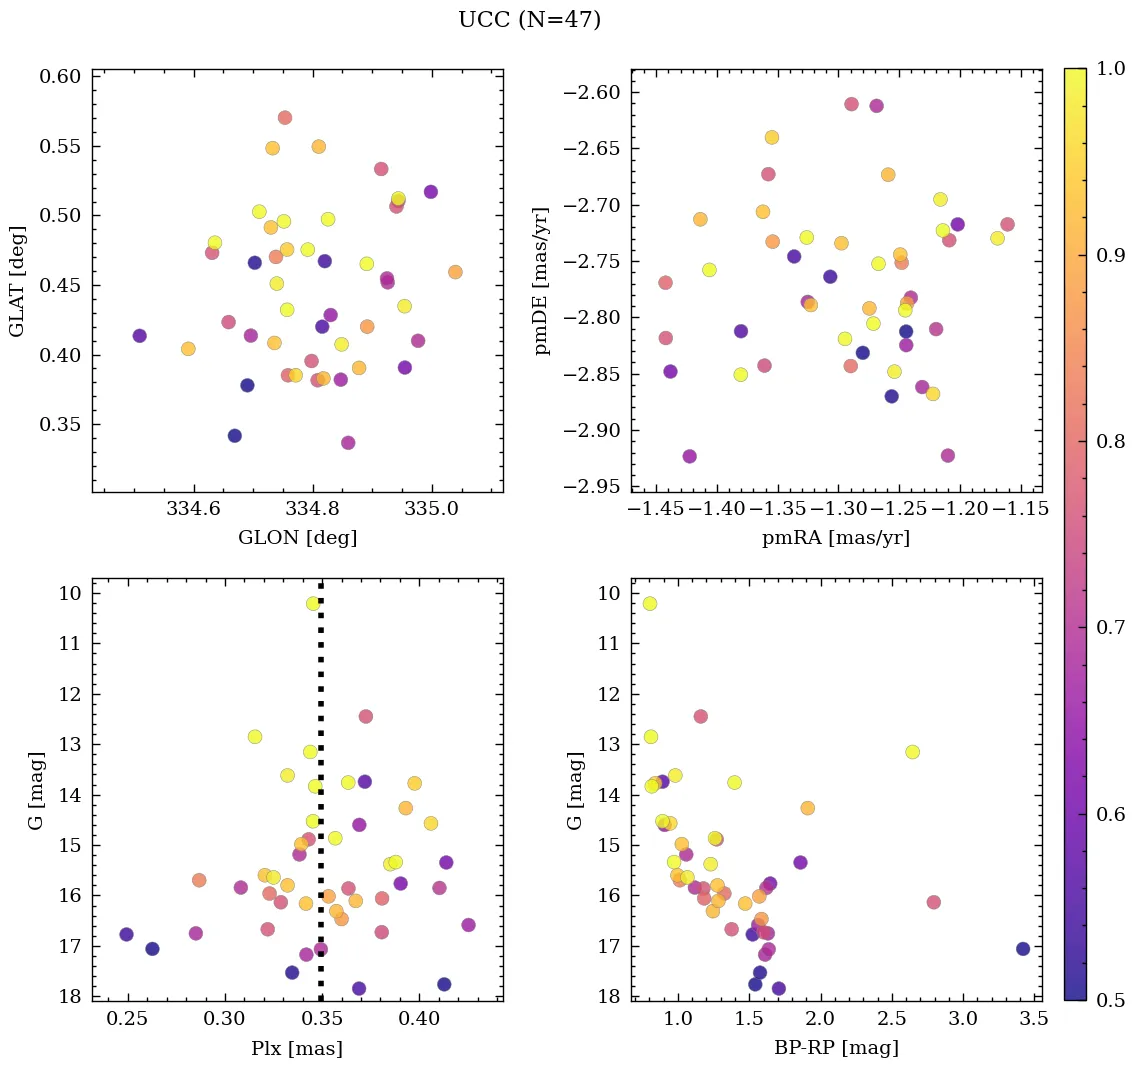 UCC (N=47)
0.60
0.55
0.50
0.45
0.40
0.35
GLAT [deg]
334.6 334.8 335.0
GLON [deg]
−2.60
−2.65
−2.70
−2.75
−2.80
−2.85
−2.90
−2.95
pmDE [mas/yr]
−1.45 −1.40 −1.35 −1.30 −1.25 −1.20 −1.15
pmRA [mas/yr]
10
11
12
13
14
15
16
17
18
G [mag]
0.25 0.30 0.35 0.40
Plx [mas]
10
11
12
13
14
15
16
17
18
G [mag]
1.0 1.5 2.0 2.5 3.0 3.5
BP-RP [mag]
1.0
0.9
0.8
0.7
0.6
0.5